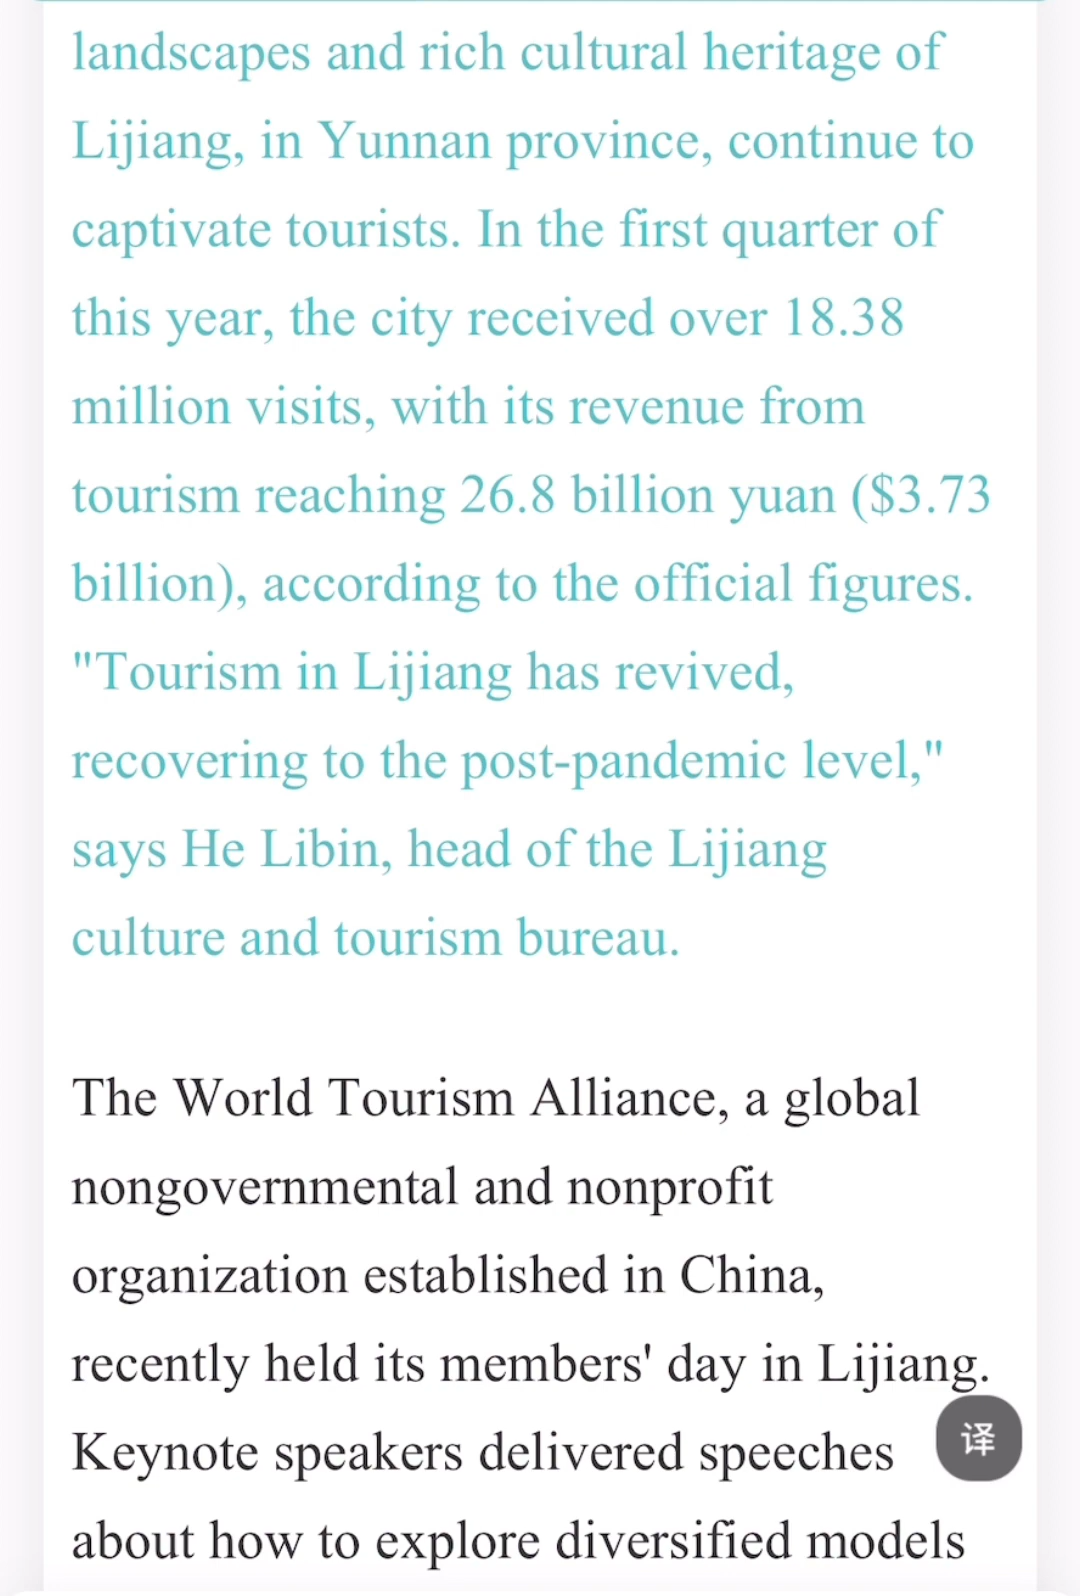 landscapes and rich cultural heritage of
Lijiang, in Yunnan province, continue to
captivate tourists. In the first quarter of
this year, the city received over 18.38
million visits, with its revenue from
tourism reaching 26.8 billion yuan ($3.73
billion), according to the official figures.
"Tourism in Lijiang has revived,
recovering to the post-pandemic level,"
says He Libin, head of the Lijiang
culture and tourism bureau.
The World Tourism Alliance, a global
nongovernmental and nonprofit
organization established in China,
recently held its members' day in Lijiang.
Keynote speakers delivered speeches
译
about how to explore diversified models